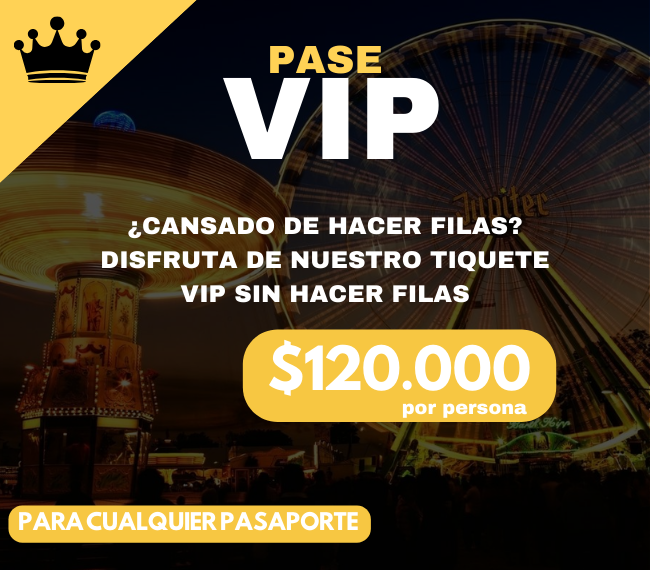 PASE
VIP
Jupiter
¿CANSADO DE HACER FILAS?
DISFRUTA DE NUESTRO TIQUETE
VIP SIN HACER FILAS
$120.000
por persona
PARA CUALQUIER PASAPORTE